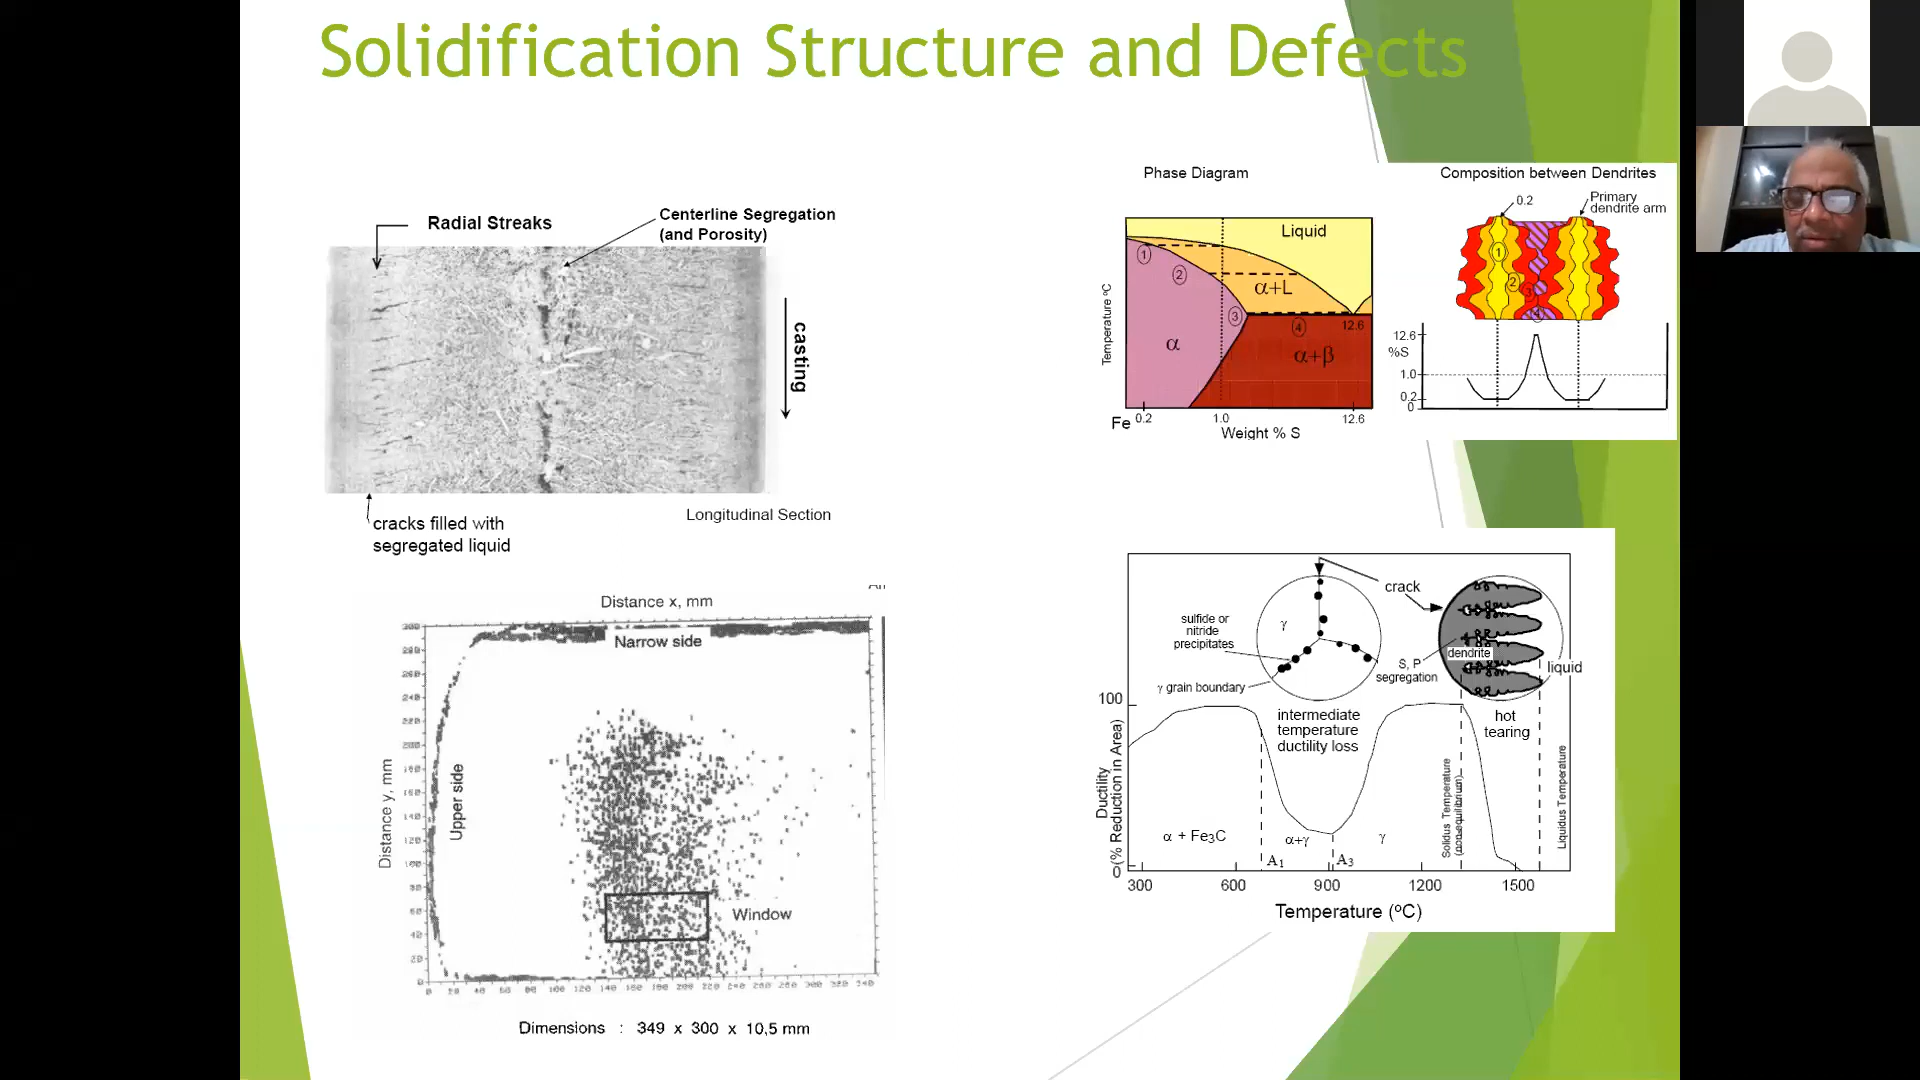 Solidification Structure and Defects
Radial Streaks
Centerline Segregation
(and Porosity)
casting
cracks filled with
segregated liquid
Longitudinal Section
Phase Diagram
Liquid
α+L
α
α+β
1
2
3
4
12.6
Temperature ºC
Fe
0.2
1.0
12.6
Weight % S
Composition between Dendrites
0.2
Primary
dendrite arm
1
2
3
4
12.6
%S
1.0
0.2
0
Distance x, mm
Narrow side
Upper side
Distance y, mm
Window
Dimensions : 349 x 300 x 10,5 mm
crack
sulfide or
nitride
precipitates
γ
γ grain boundary
S, P
segregation
dendrite
liquid
intermediate
temperature
ductility loss
hot
tearing
100
0
Ductility
(% Reduction in Area)
α + Fe₃C
A₁
α+γ
A₃
γ
Solidus Temperature
(nonequilibrium)
Liquidus Temperature
300
600
900
1200
1500
Temperature (ºC)